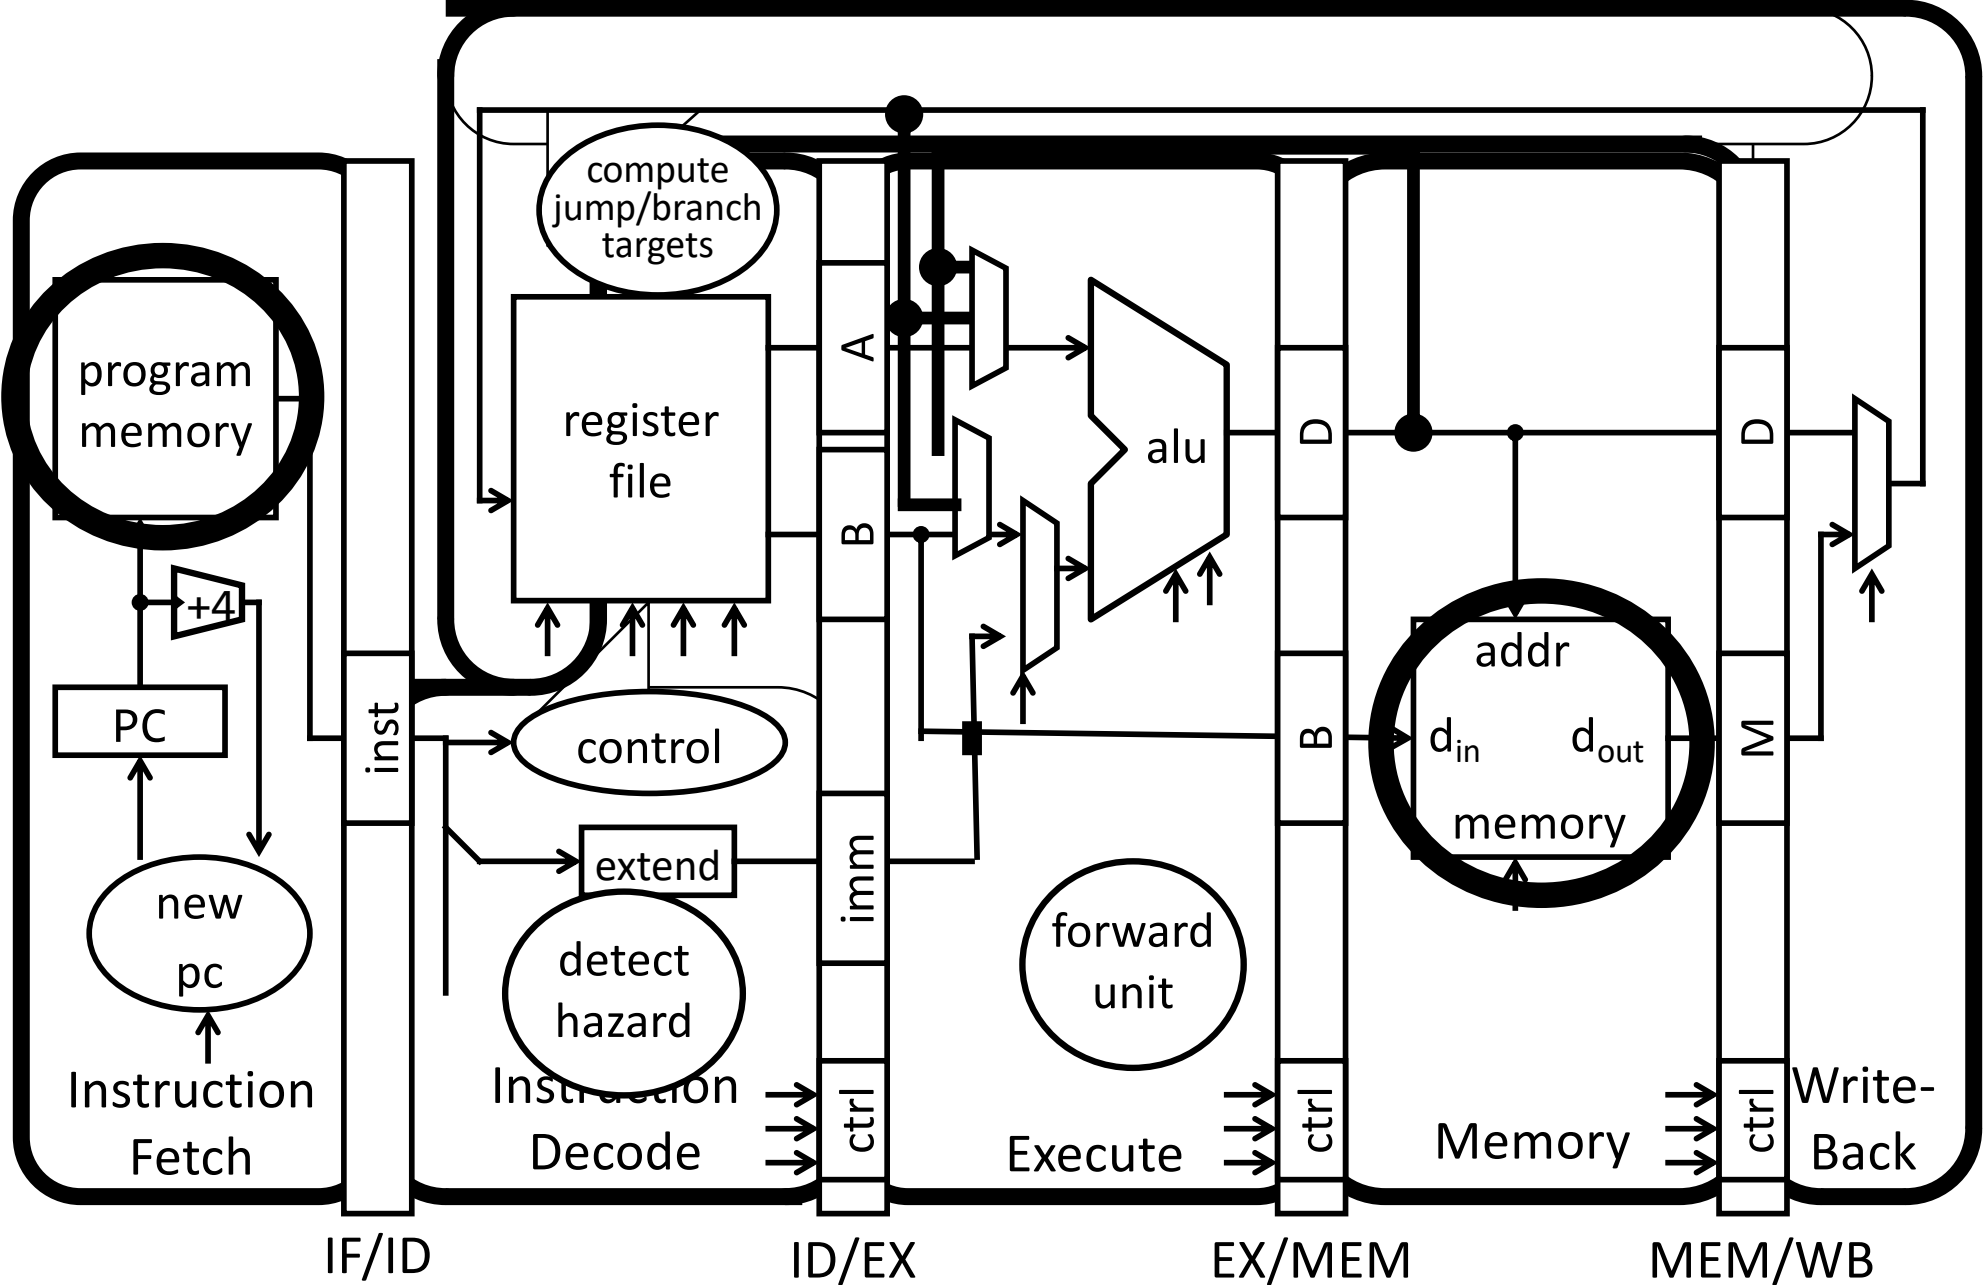 compute
jump/branch
targets
program
memory
register
file
A
B
alu
D
D
+4
PC
inst
control
addr
d_in
d_out
memory
B
M
extend
imm
new
pc
detect
hazard
forward
unit
Instruction
Fetch
Instruction
Decode
ctrl
Execute
ctrl
Memory
ctrl
Write-
Back
IF/ID
ID/EX
EX/MEM
MEM/WB